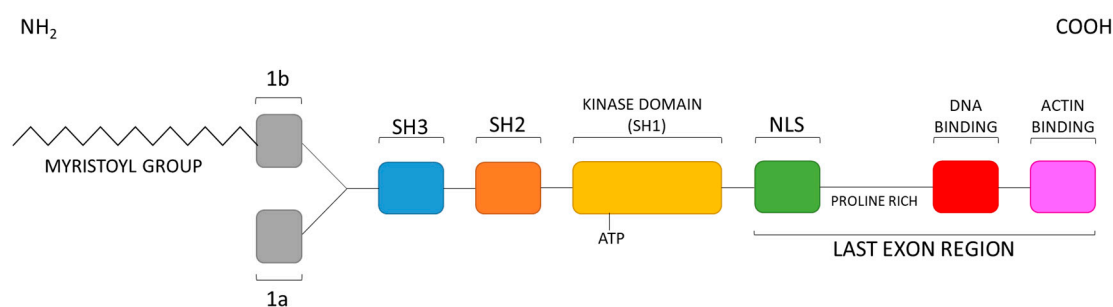 NH₂
COOH
1b
MYRISTOYL GROUP
1a
SH3
SH2
KINASE DOMAIN
(SH1)
ATP
NLS
PROLINE RICH
DNA
BINDING
ACTIN
BINDING
LAST EXON REGION